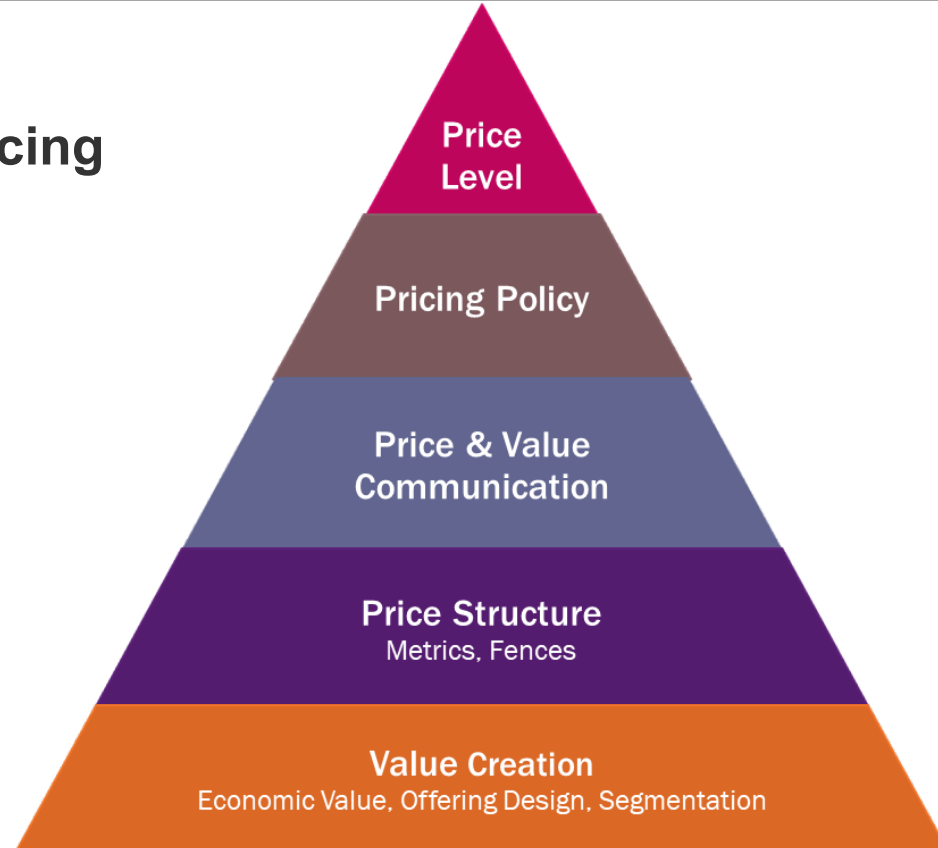 cing
Price
Level
Pricing Policy
Price & Value
Communication
Price Structure
Metrics, Fences
Value Creation
Economic Value, Offering Design, Segmentation